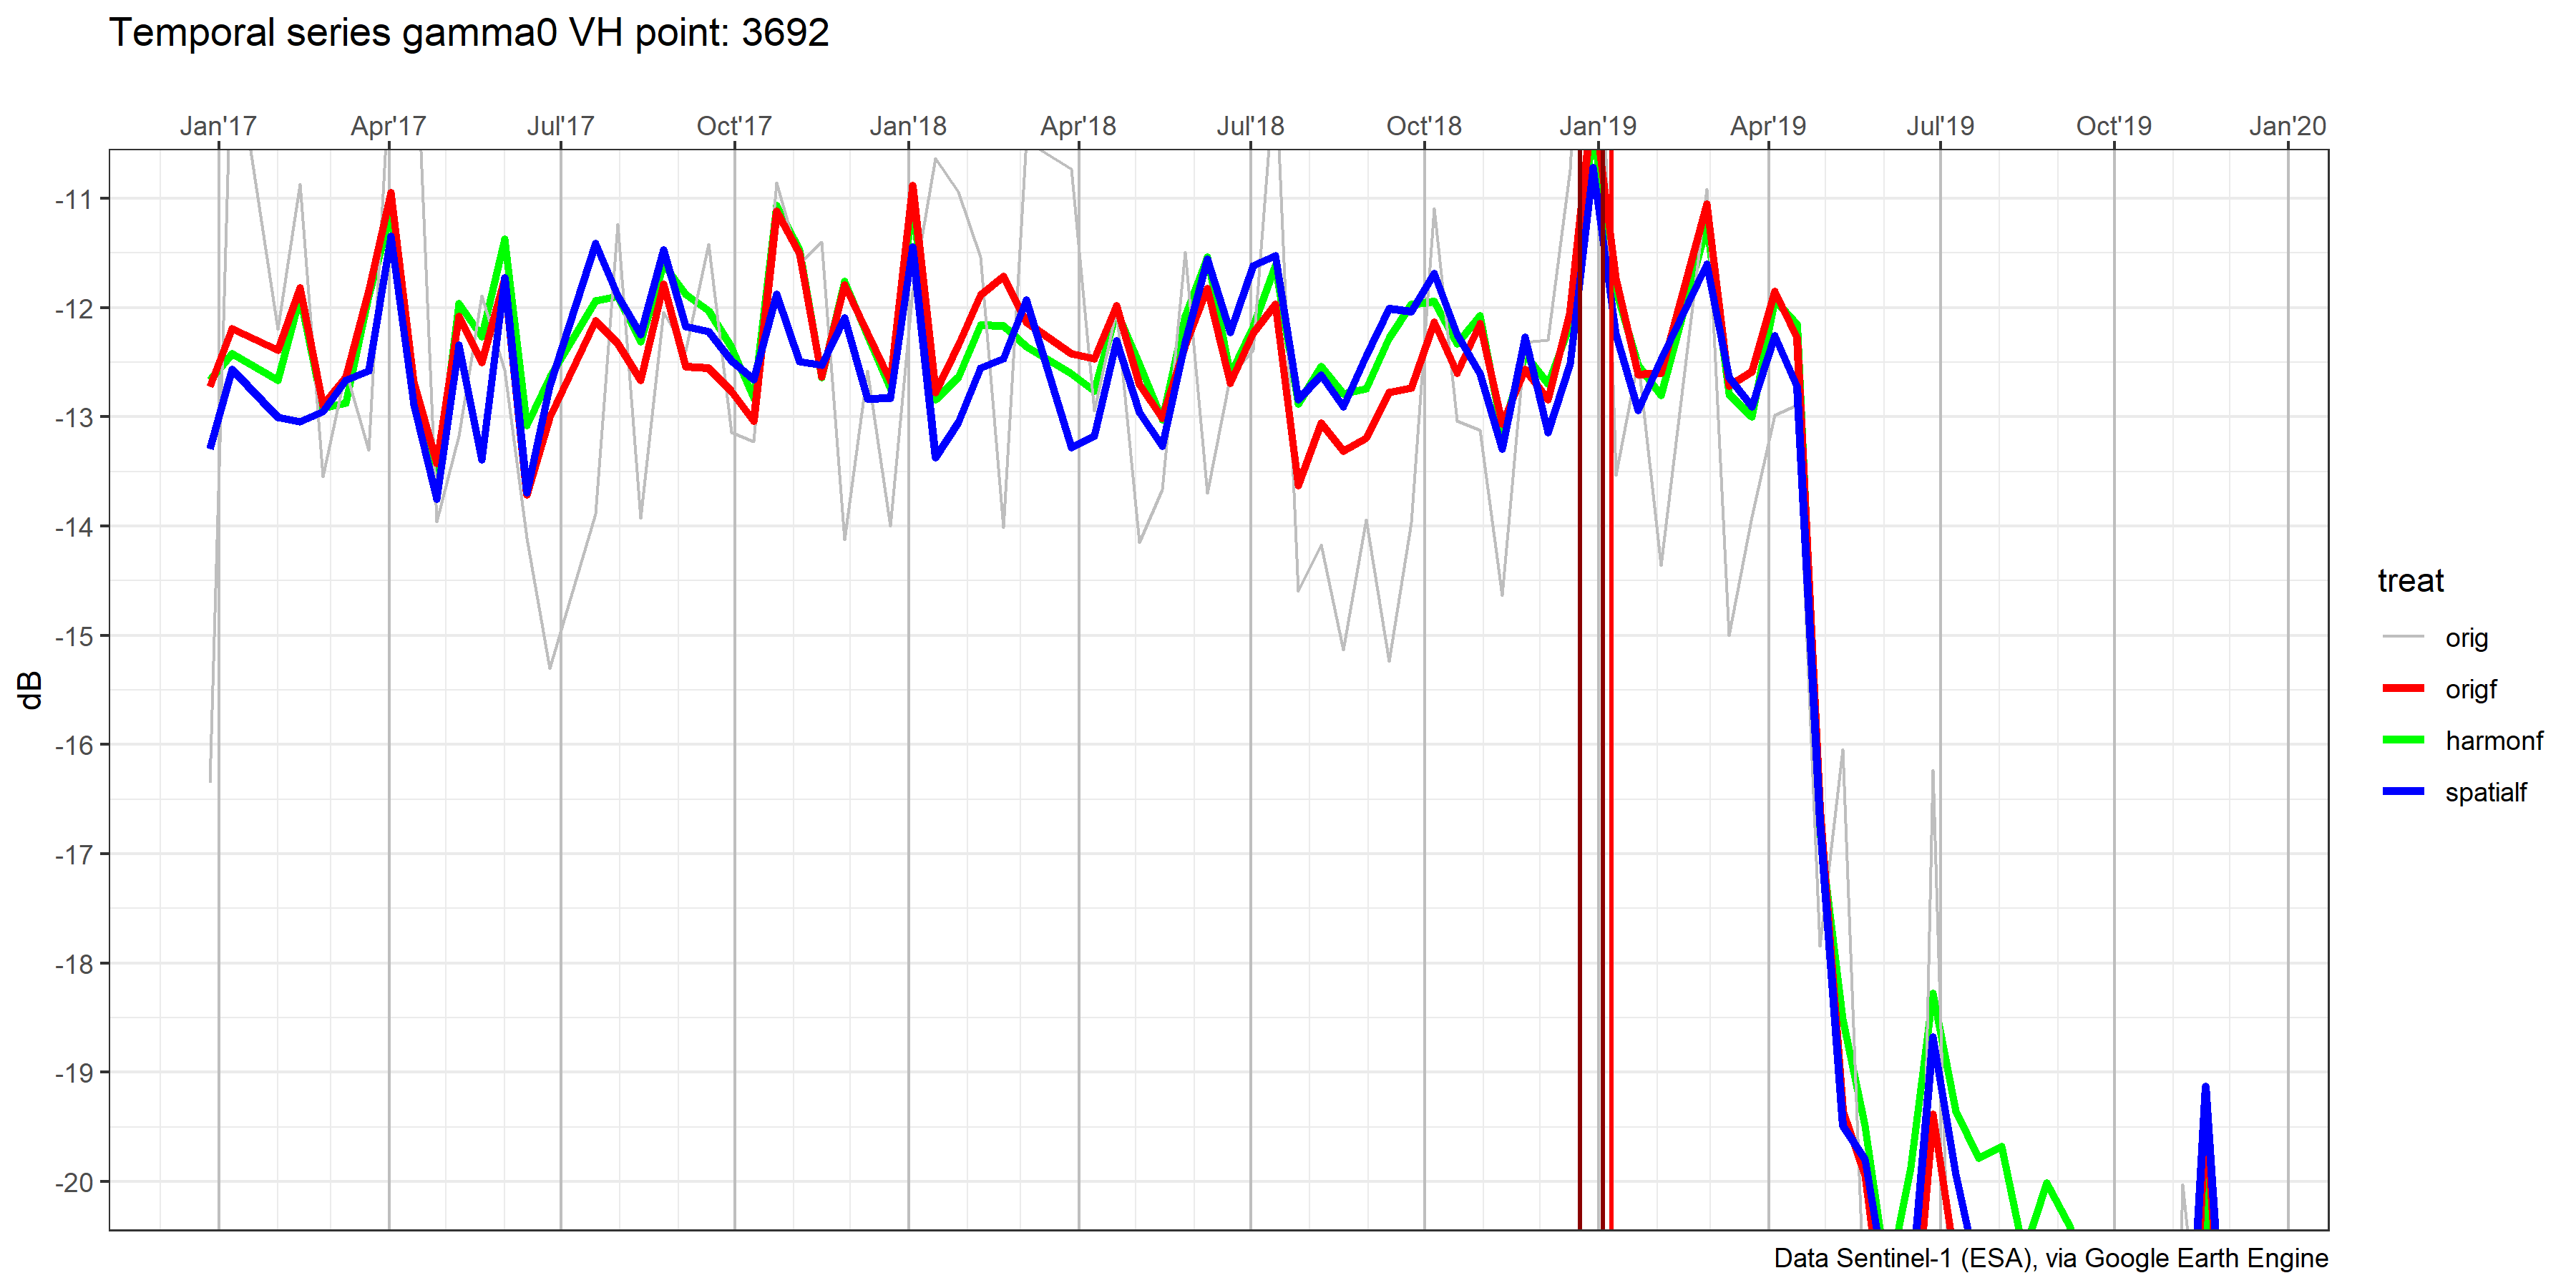 Temporal series gamma0 VH point: 3692
Jan'17 Apr'17 Jul'17 Oct'17 Jan'18 Apr'18 Jul'18 Oct'18 Jan'19 Apr'19 Jul'19 Oct'19 Jan'20
-11
-12
-13
-14
-15
-16
-17
-18
-19
-20
dB
treat
orig
origf
harmonf
spatialf
Data Sentinel-1 (ESA), via Google Earth Engine